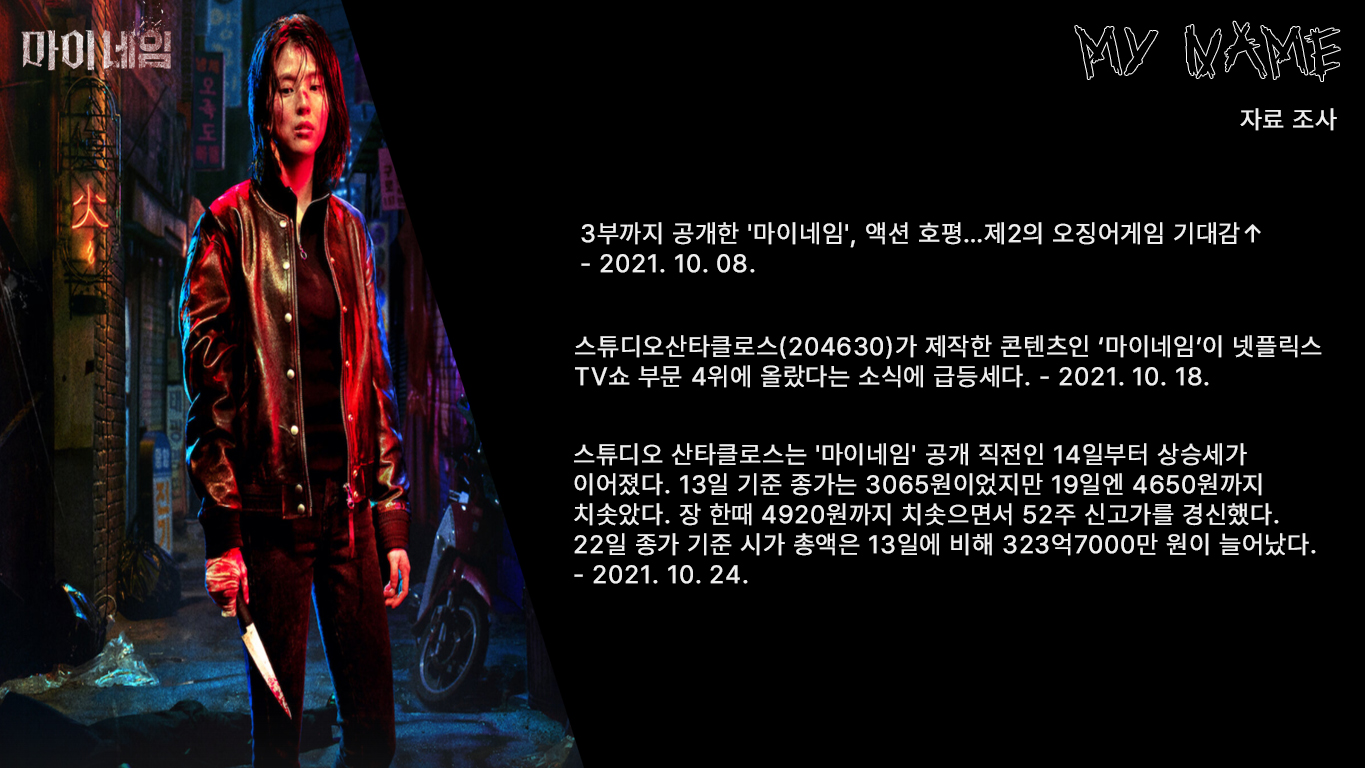 마이네임
MY NAME
자료 조사
3부까지 공개한 '마이네임', 액션 호평...제2의 오징어게임 기대감↑
- 2021. 10. 08.
스튜디오산타클로스(204630)가 제작한 콘텐츠인 ‘마이네임’이 넷플릭스
TV쇼 부문 4위에 올랐다는 소식에 급등세다. - 2021. 10. 18.
스튜디오 산타클로스는 '마이네임' 공개 직전인 14일부터 상승세가
이어졌다. 13일 기준 종가는 3065원이었지만 19일엔 4650원까지
치솟았다. 장 한때 4920원까지 치솟으면서 52주 신고가를 경신했다.
22일 종가 기준 시가 총액은 13일에 비해 323억7000만 원이 늘어났다.
- 2021. 10. 24.